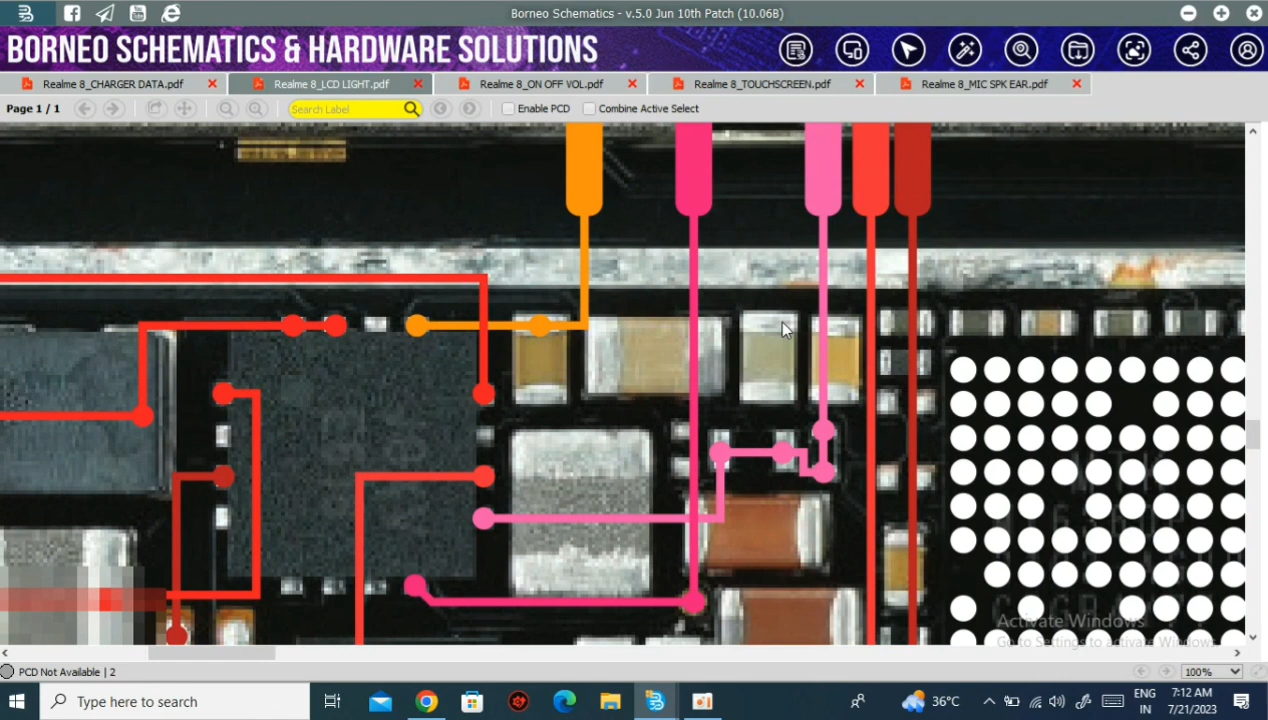 Borneo Schematics - v.5.0 Jun 10th Patch (10.06B)
BORNEO SCHEMATICS & HARDWARE SOLUTIONS
Realme 8_CHARGER DATA.pdf
Realme 8_LCD LIGHT.pdf
Realme 8_ON OFF VOL.pdf
Realme 8_TOUCHSCREEN.pdf
Realme 8_MIC SPK EAR.pdf
Page 1 / 1
Search Label
Enable PCD
Combine Active Select
Activate Windows
Go to Settings to activate Windows.
PCD Not Available | 2
100%
Type here to search
36°C
ENG
IN
7:12 AM
7/21/2023